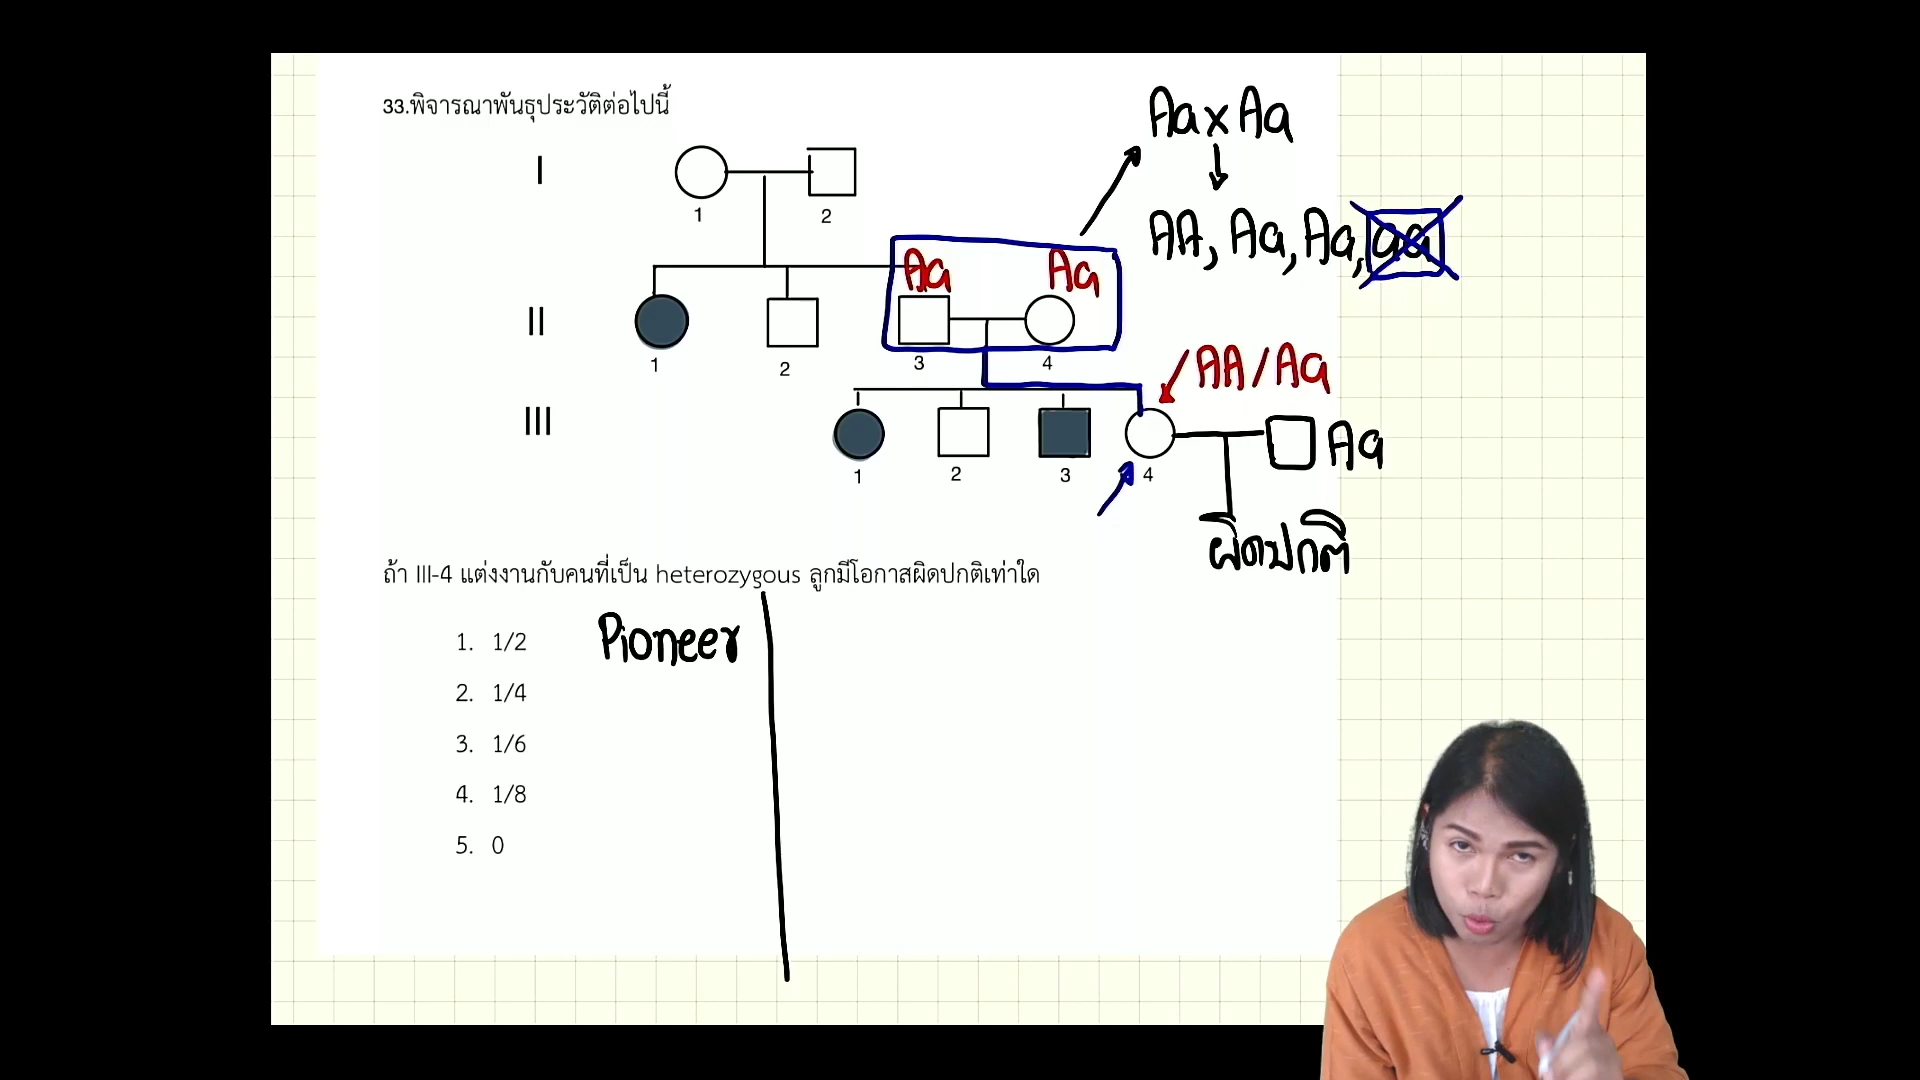 33.พิจารณาพันธุประวัติต่อไปนี้
Aa x Aa
I
1
2
AA, Aa, Aa, aa
Aa
Aa
II
1
2
3
4
AA/Aa
III
Aa
1
2
3
4
ผิดปกติ
ถ้า III-4 แต่งงานกับคนที่เป็น heterozygous ลูกมีโอกาสผิดปกติเท่าใด
1. 1/2
Pioneer
2. 1/4
3. 1/6
4. 1/8
5. 0